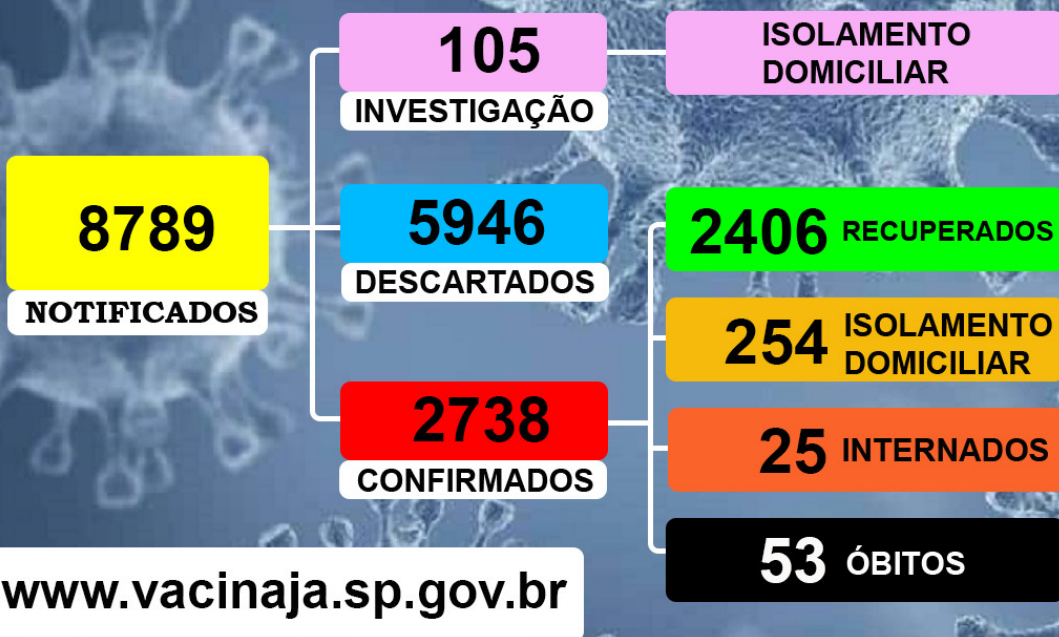 105
INVESTIGAÇÃO
ISOLAMENTO
DOMICILIAR
8789
NOTIFICADOS
5946
DESCARTADOS
2738
CONFIRMADOS
2406 RECUPERADOS
254 ISOLAMENTO
DOMICILIAR
25 INTERNADOS
53 ÓBITOS
www.vacinaja.sp.gov.br